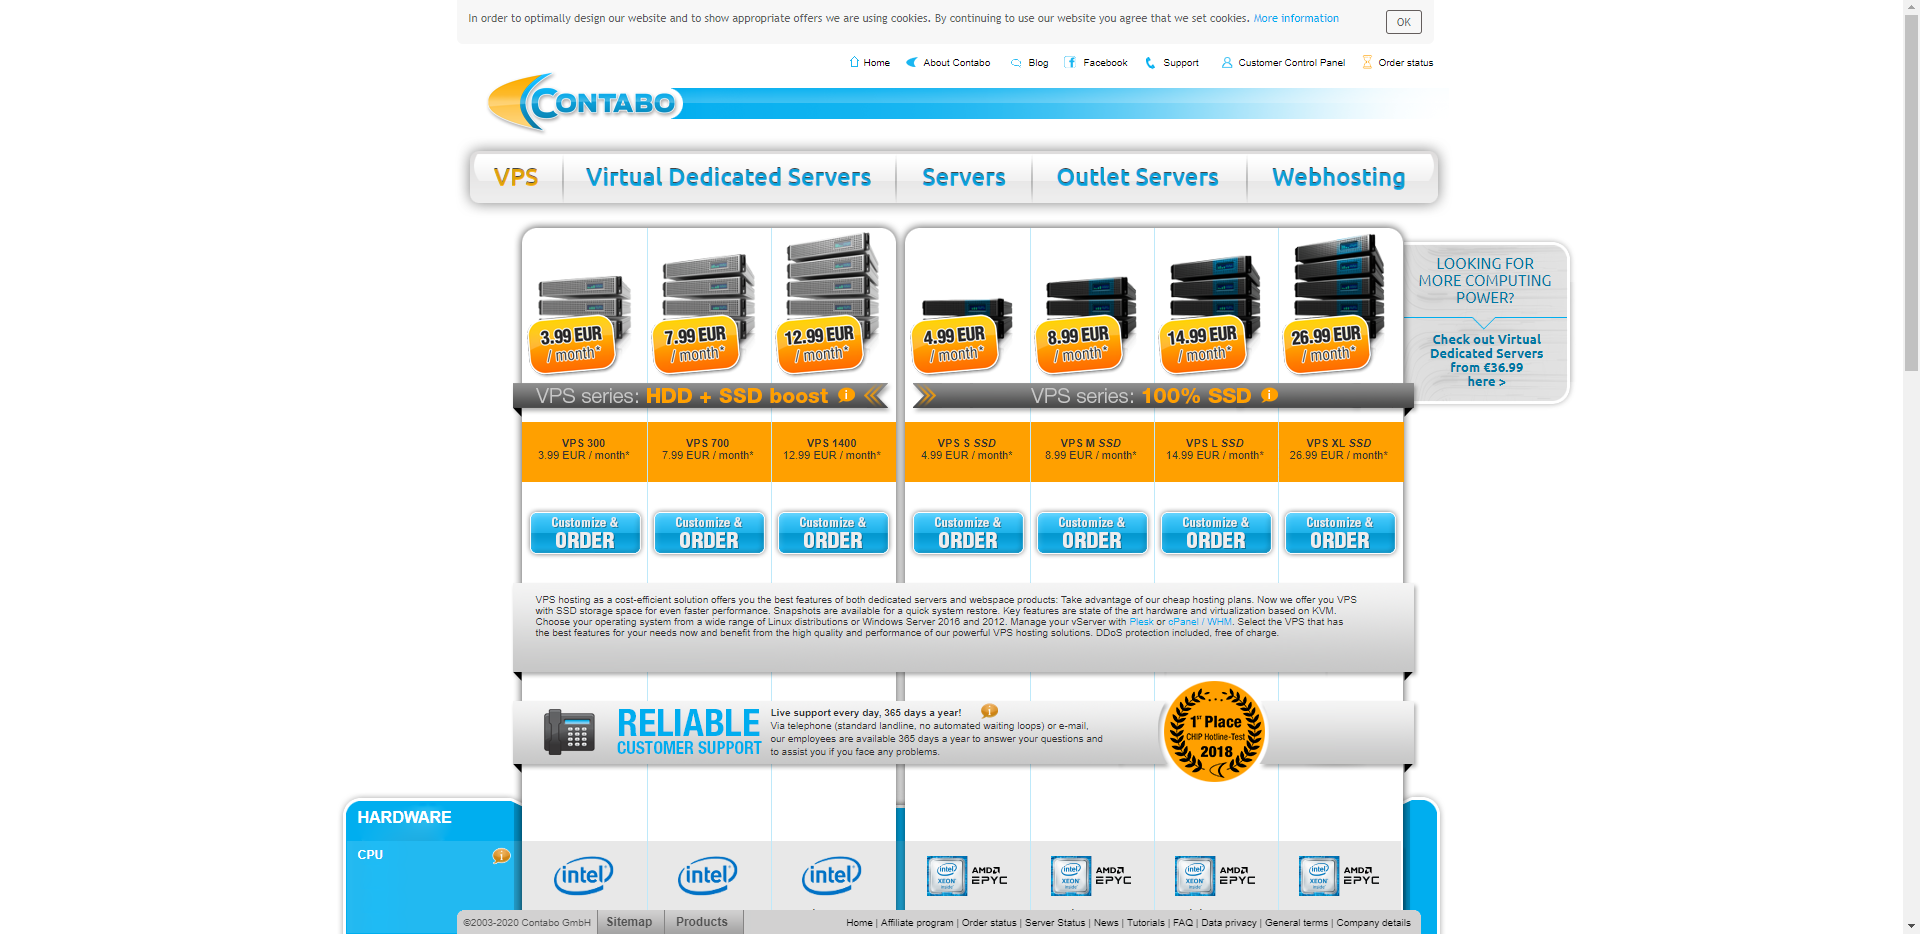 In order to optimally design our website and to show appropriate offers we are using cookies. By continuing to use our website you agree that we set cookies. More information
OK
Home About Contabo Blog Facebook Support Customer Control Panel Order status
CONTABO
VPS Virtual Dedicated Servers Servers Outlet Servers Webhosting
3.99 EUR
/ month*
7.99 EUR
/ month*
12.99 EUR
/ month*
4.99 EUR
/ month*
8.99 EUR
/ month*
14.99 EUR
/ month*
26.99 EUR
/ month*
LOOKING FOR
MORE COMPUTING
POWER?
Check out Virtual
Dedicated Servers
from €36.99
here >
VPS series: HDD + SSD boost
VPS series: 100% SSD
VPS 300
3.99 EUR / month*
VPS 700
7.99 EUR / month*
VPS 1400
12.99 EUR / month*
VPS S SSD
4.99 EUR / month*
VPS M SSD
8.99 EUR / month*
VPS L SSD
14.99 EUR / month*
VPS XL SSD
26.99 EUR / month*
Customize &
ORDER
Customize &
ORDER
Customize &
ORDER
Customize &
ORDER
Customize &
ORDER
Customize &
ORDER
Customize &
ORDER
VPS hosting as a cost-efficient solution offers you the best features of both dedicated servers and webspace products: Take advantage of our cheap hosting plans. Now we offer you VPS
with SSD storage space for even faster performance. Snapshots are available for a quick system restore. Key features are state of the art hardware and virtualization based on KVM.
Choose your operating system from a wide range of Linux distributions or Windows Server 2016 and 2012. Manage your vServer with Plesk or cPanel / WHM. Select the VPS that has
the best features for your needs now and benefit from the high quality and performance of our powerful VPS hosting solutions. DDoS protection included, free of charge.
RELIABLE
CUSTOMER SUPPORT
Live support every day, 365 days a year!
Via telephone (standard landline, no automated waiting loops) or e-mail,
our employees are available 365 days a year to answer your questions and
to assist you if you face any problems.
1st Place
CHIP Hotline-Test
2018
HARDWARE
CPU
intel
intel
intel
intel
XEON
inside
AMD
EPYC
intel
XEON
inside
AMD
EPYC
intel
XEON
inside
AMD
EPYC
intel
XEON
inside
AMD
EPYC
©2003-2020 Contabo GmbH Sitemap Products
Home | Affiliate program | Order status | Server Status | News | Tutorials | FAQ | Data privacy | General terms | Company details